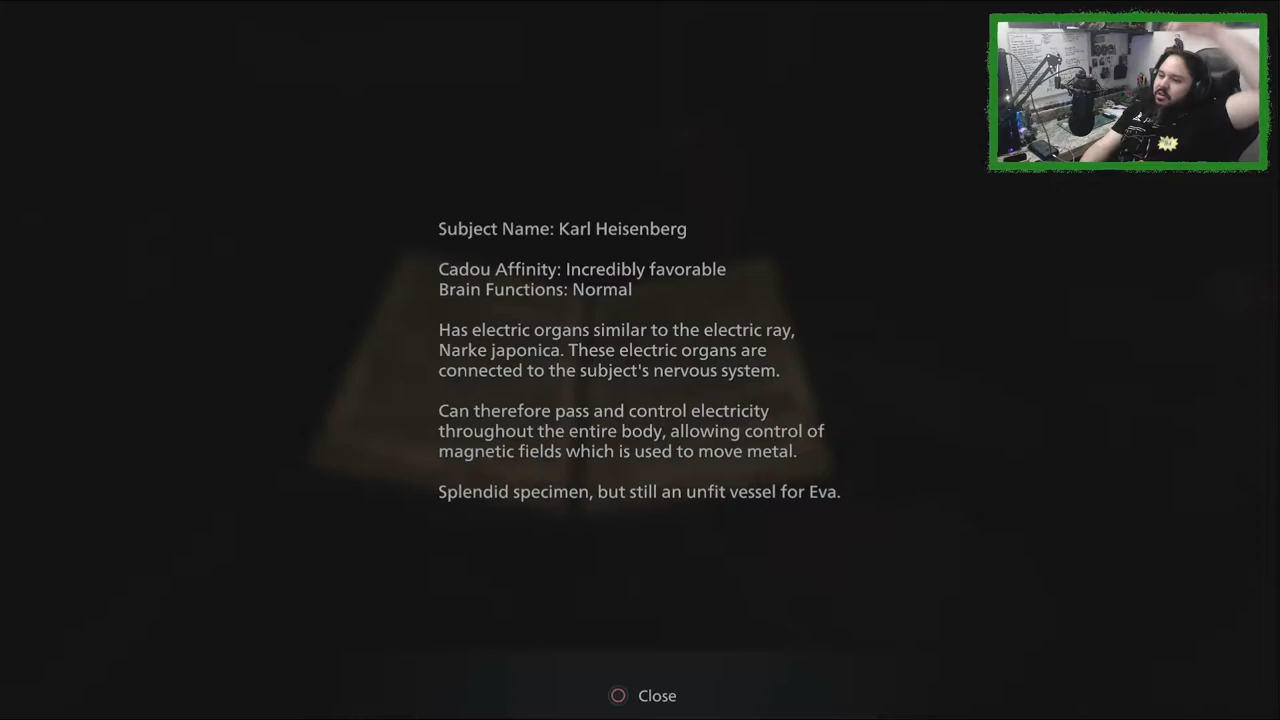 Subject Name: Karl Heisenberg
Cadou Affinity: Incredibly favorable
Brain Functions: Normal
Has electric organs similar to the electric ray,
Narke japonica. These electric organs are
connected to the subject's nervous system.
Can therefore pass and control electricity
throughout the entire body, allowing control of
magnetic fields which is used to move metal.
Splendid specimen, but still an unfit vessel for Eva.
Close